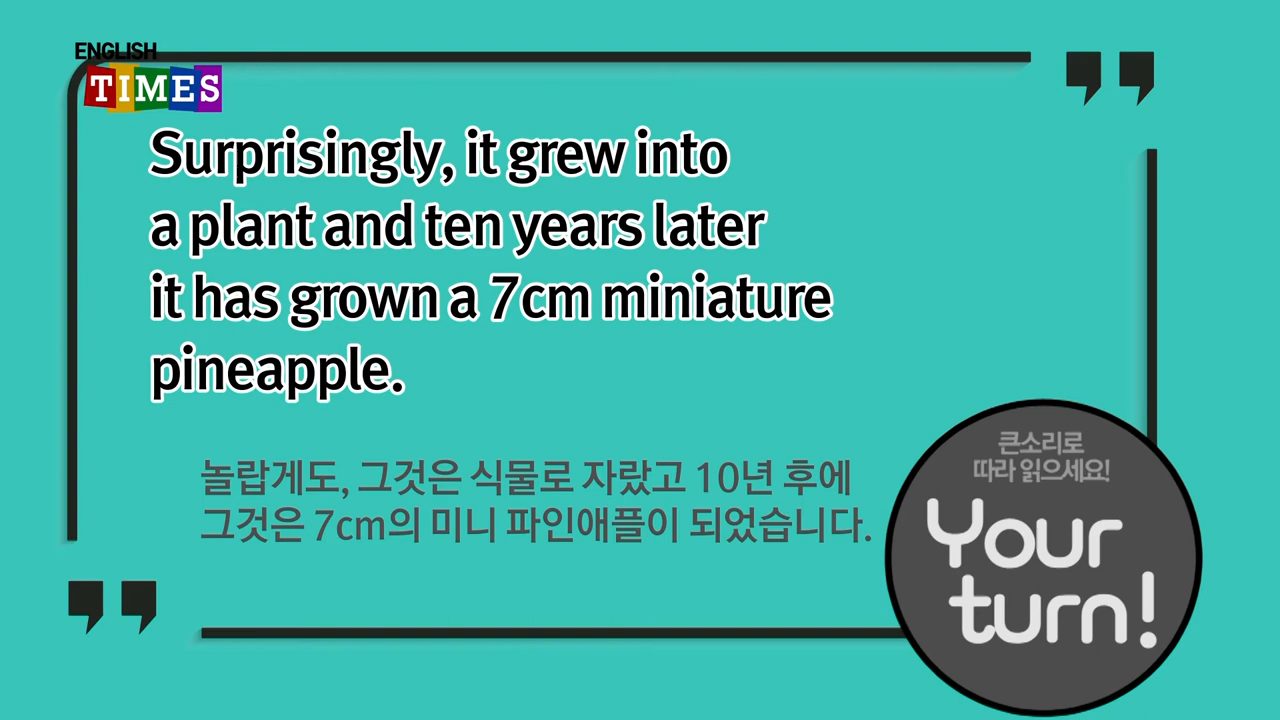 ENGLISH
TIMES
Surprisingly, it grew into
a plant and ten years later
it has grown a 7cm miniature
pineapple.
놀랍게도, 그것은 식물로 자랐고 10년 후에
그것은 7cm의 미니 파인애플이 되었습니다.
큰소리로
따라 읽으세요!
Your
turn!